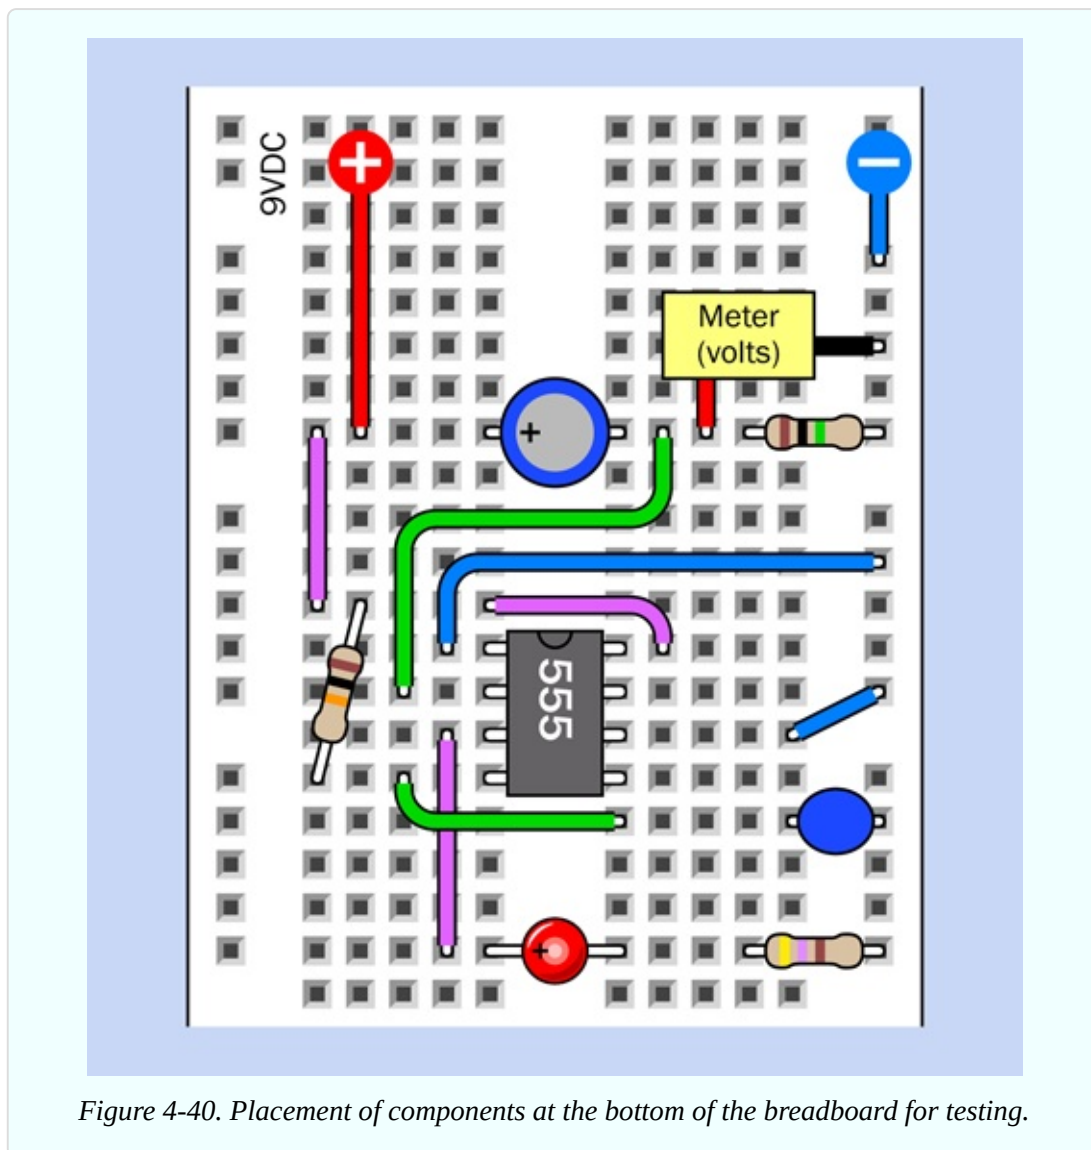 9VDC
+
−
Meter
(volts)
+
555
+
Figure 4-40. Placement of components at the bottom of the breadboard for testing.